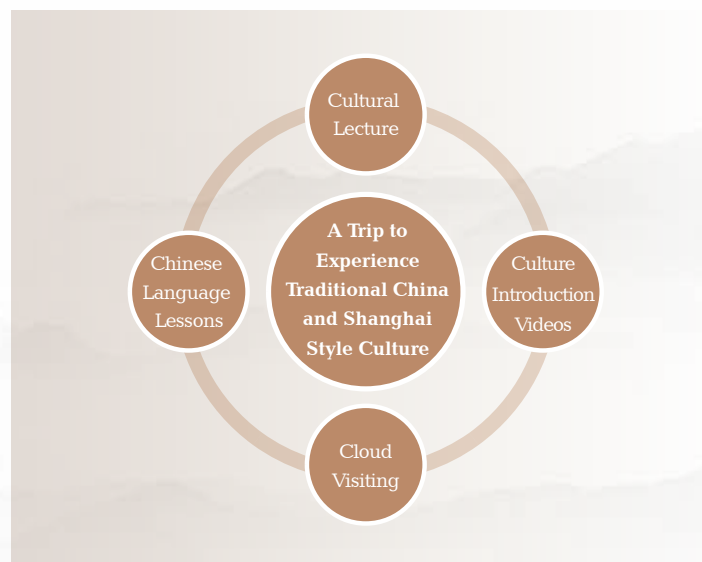 Cultural
Lecture
A Trip to
Experience
Traditional China
and Shanghai
Style Culture
Chinese
Language
Lessons
Culture
Introduction
Videos
Cloud
Visiting